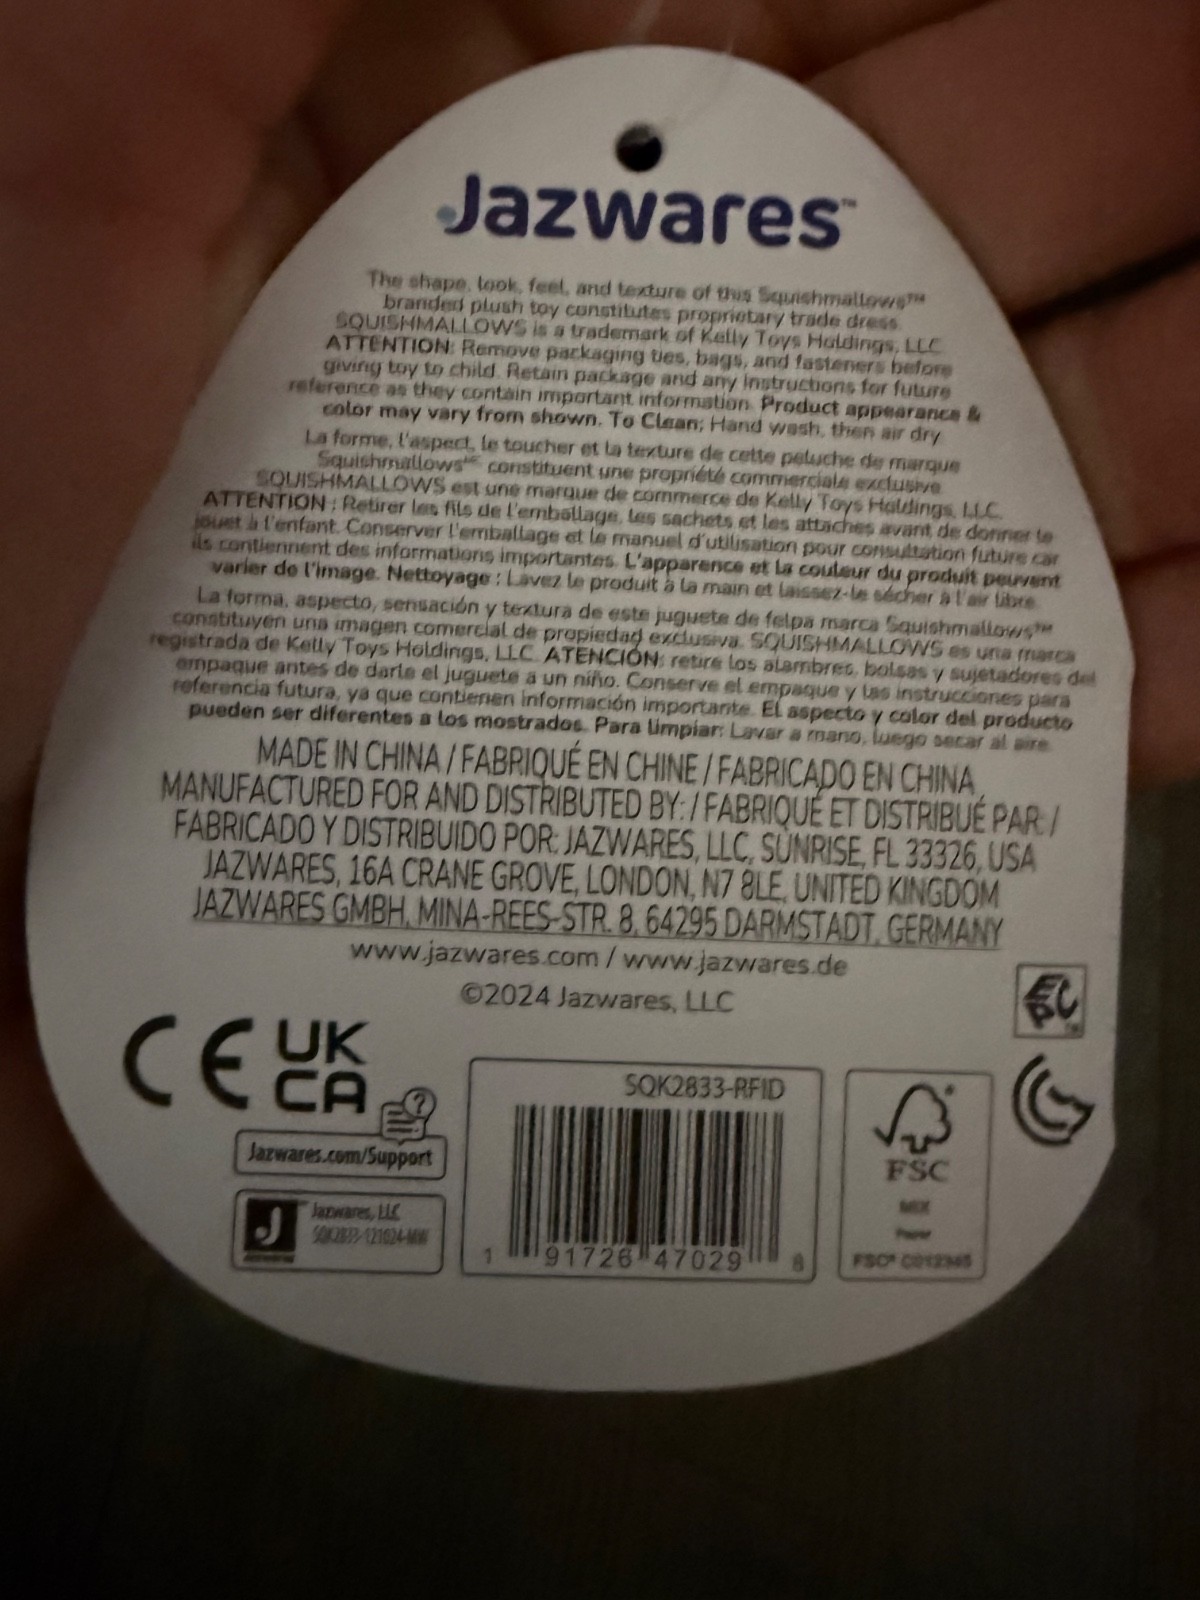 Jazwares™
The shape, look, feel, and texture of this Squishmallows™
branded plush toy constitutes proprietary trade dress.
SQUISHMALLOWS is a trademark of Kelly Toys Holdings, LLC.
ATTENTION: Remove packaging ties, bags, and fasteners before
giving toy to child. Retain package and any instructions for future
reference as they contain important information. Product appearance &
color may vary from shown. To Clean: Hand wash, then air dry.
La forme, l'aspect, le toucher et la texture de cette peluche de marque
Squishmallows constituent une propriété commerciale exclusive.
SQUISHMALLOWS est une marque de commerce de Kelly Toys Holdings, LLC.
ATTENTION : Retirer les fils de l'emballage, les sachets et les attaches avant de donner le
jouet à l'enfant. Conserver l'emballage et le manuel d'utilisation pour consultation future car
ils contiennent des informations importantes. L'apparence et la couleur du produit peuvent
varier de l'image. Nettoyage : Lavez le produit à la main et laissez-le sécher à l'air libre.
La forma, aspecto, sensación y textura de este juguete de felpa marca Squishmallows™
constituyen una imagen comercial de propiedad exclusiva. SQUISHMALLOWS es una marca
registrada de Kelly Toys Holdings, LLC. ATENCIÓN: retire los alambres, bolsas y sujetadores del
empaque antes de darle el juguete a un niño. Conserve el empaque y las instrucciones para
referencia futura, ya que contienen información importante. El aspecto y color del producto
pueden ser diferentes a los mostrados. Para limpiar: Lavar a mano, luego secar al aire.
MADE IN CHINA / FABRIQUÉ EN CHINE / FABRICADO EN CHINA
MANUFACTURED FOR AND DISTRIBUTED BY: / FABRIQUÉ ET DISTRIBUÉ PAR: /
FABRICADO Y DISTRIBUIDO POR: JAZWARES, LLC, SUNRISE, FL 33326, USA
JAZWARES, 16A CRANE GROVE, LONDON, N7 8LE, UNITED KINGDOM
JAZWARES GMBH, MINA-REES-STR. 8, 64295 DARMSTADT, GERMANY
www.jazwares.com / www.jazwares.de
©2024 Jazwares, LLC
CE UK
CA
Jazwares.com/Support
J Jazwares, LLC
SQK2833-121024-MW
SQK2833-RFID
1 91726 47029 8
FSC
MIX
Paper
FSC® C012345